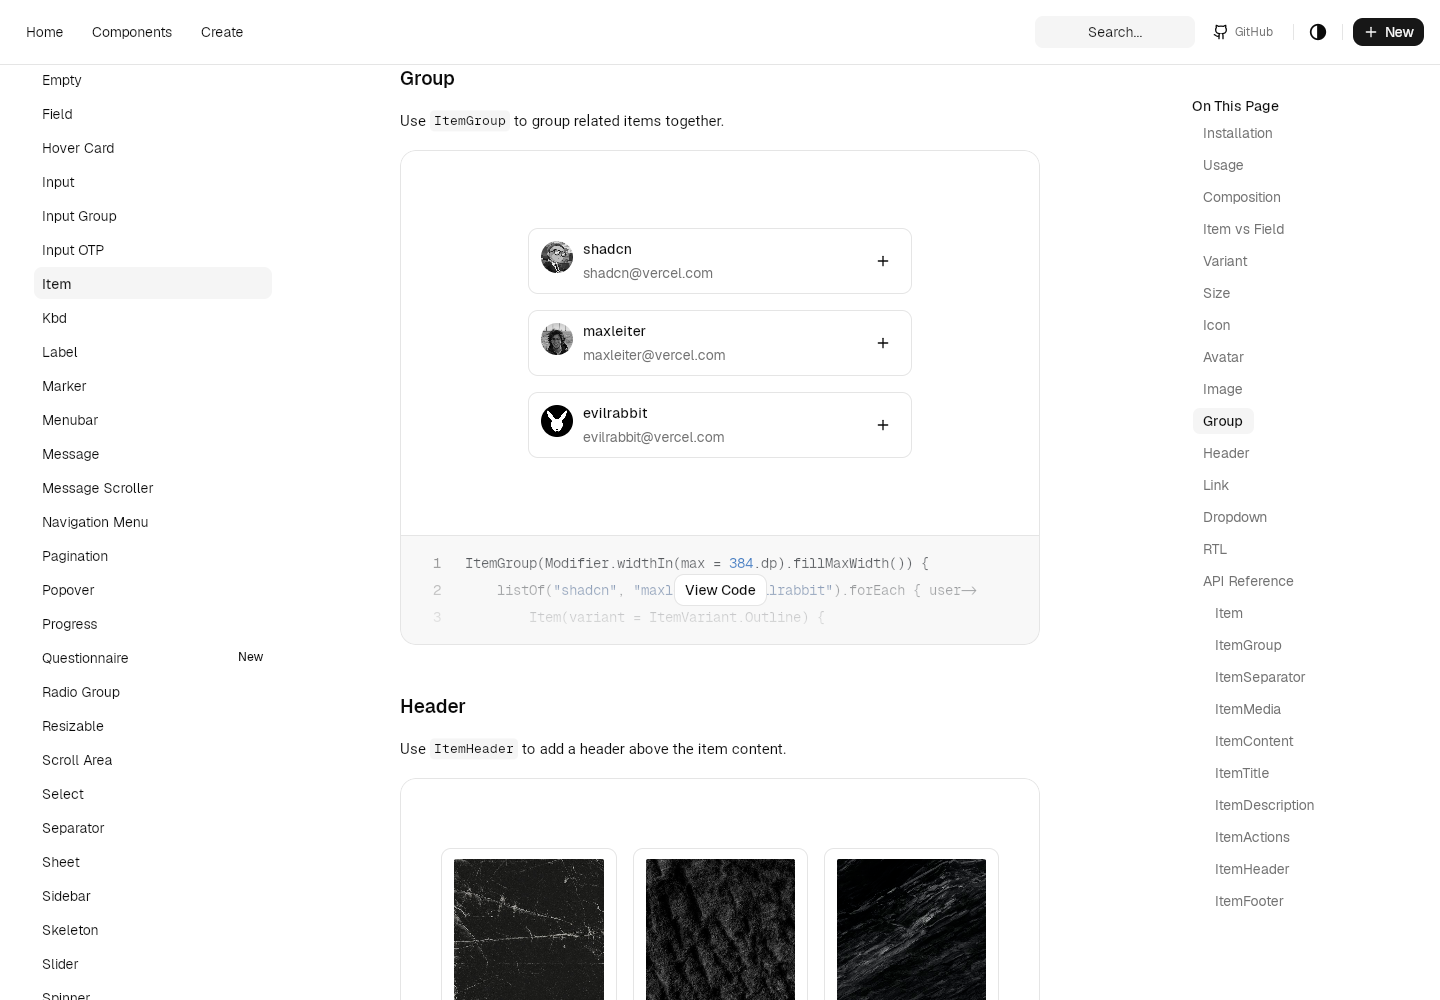 Home
Components
Create
Search...
GitHub
New
Empty
Field
Hover Card
Input
Input Group
Input OTP
Item
Kbd
Label
Marker
Menubar
Message
Message Scroller
Navigation Menu
Pagination
Popover
Progress
Questionnaire New
Radio Group
Resizable
Scroll Area
Select
Separator
Sheet
Sidebar
Skeleton
Slider
Spinner
Group
Use ItemGroup to group related items together.
shadcn
shadcn@vercel.com
maxleiter
maxleiter@vercel.com
evilrabbit
evilrabbit@vercel.com
1 ItemGroup(Modifier.widthIn(max = 384.dp).fillMaxWidth()) {
2 listOf("shadcn", "maxl llrabbit").forEach { user->
View Code
3 Item(variant = ItemVariant.Outline) {
Header
Use ItemHeader to add a header above the item content.
On This Page
Installation
Usage
Composition
Item vs Field
Variant
Size
Icon
Avatar
Image
Group
Header
Link
Dropdown
RTL
API Reference
Item
ItemGroup
ItemSeparator
ItemMedia
ItemContent
ItemTitle
ItemDescription
ItemActions
ItemHeader
ItemFooter